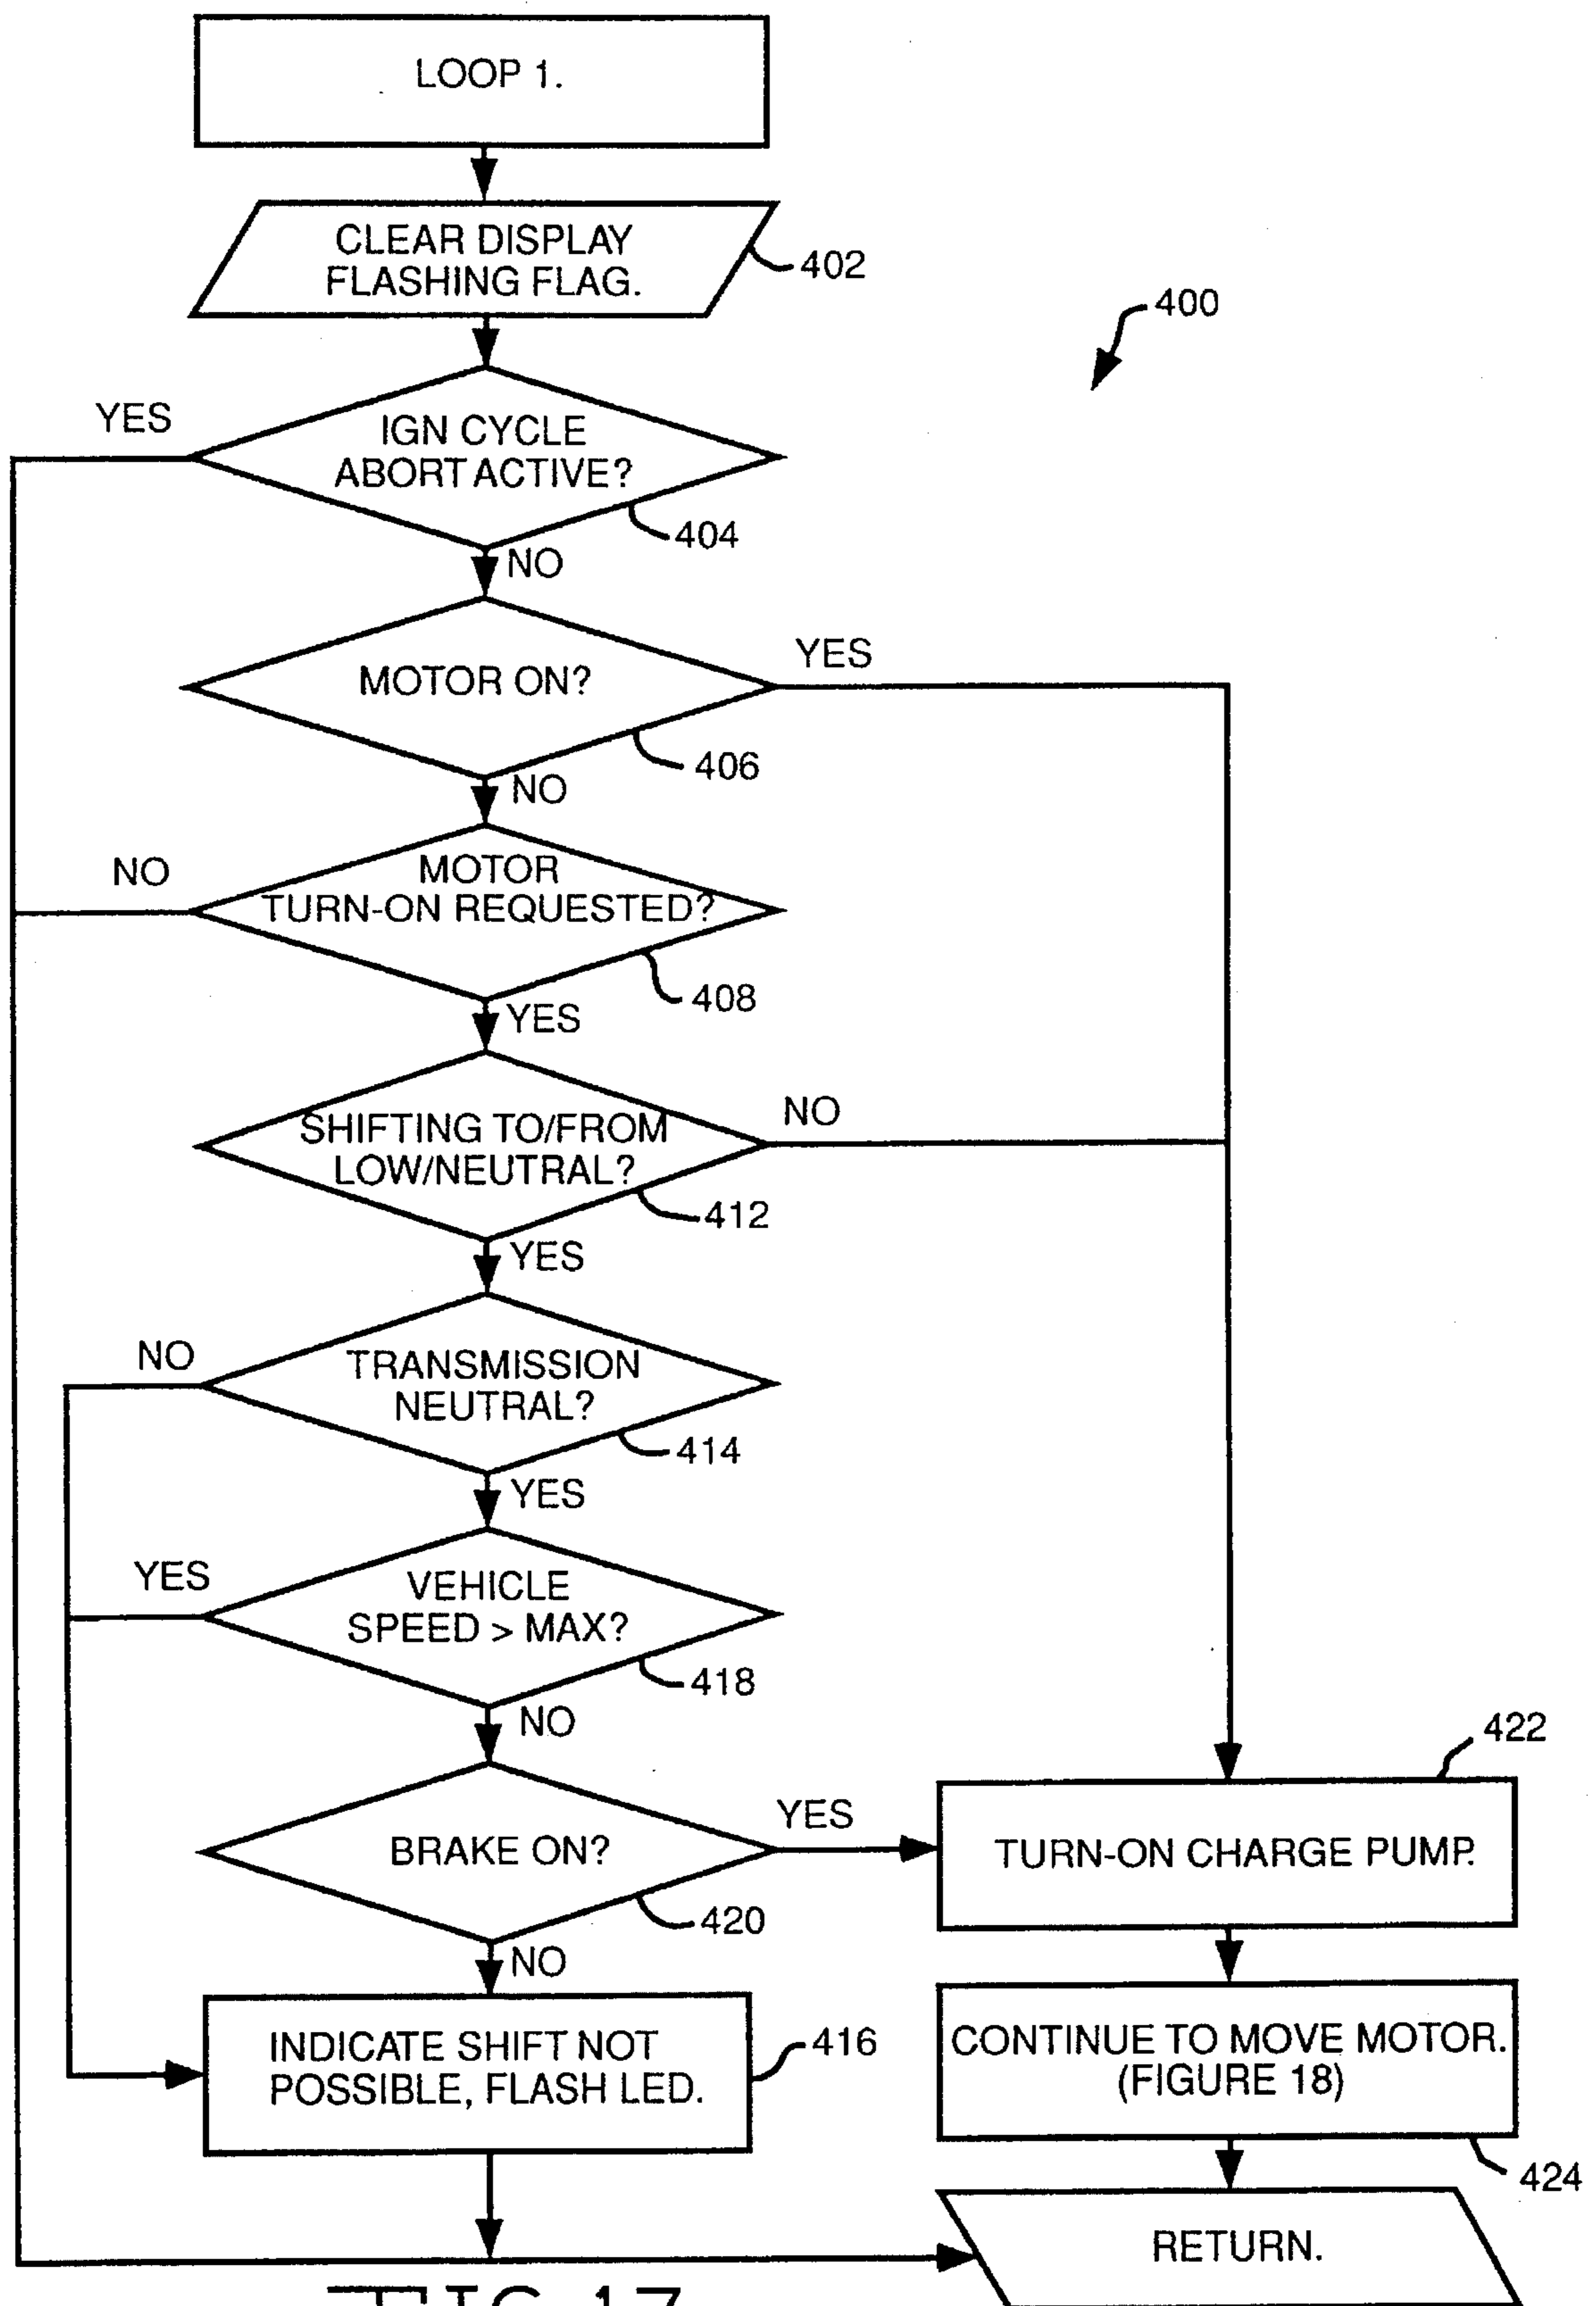 LOOP 1.
CLEAR DISPLAY
FLASHING FLAG.
402
400
YES
IGN CYCLE
ABORT ACTIVE?
404
NO
MOTOR ON?
YES
406
NO
NO
MOTOR
TURN-ON REQUESTED?
408
YES
SHIFTING TO/FROM
LOW/NEUTRAL?
NO
412
YES
NO
TRANSMISSION
NEUTRAL?
414
YES
YES
VEHICLE
SPEED > MAX?
418
NO
422
BRAKE ON?
YES
TURN-ON CHARGE PUMP.
420
NO
INDICATE SHIFT NOT
POSSIBLE, FLASH LED.
416
CONTINUE TO MOVE MOTOR.
(FIGURE 18)
424
RETURN.
FIG 17